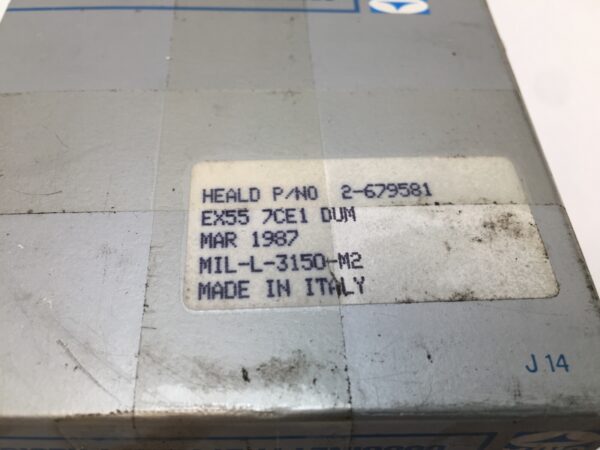 HEALD P/NO 2-679581
EX55 7CE1 DUM
MAR 1987
MIL-L-3150-M2
MADE IN ITALY
J 14